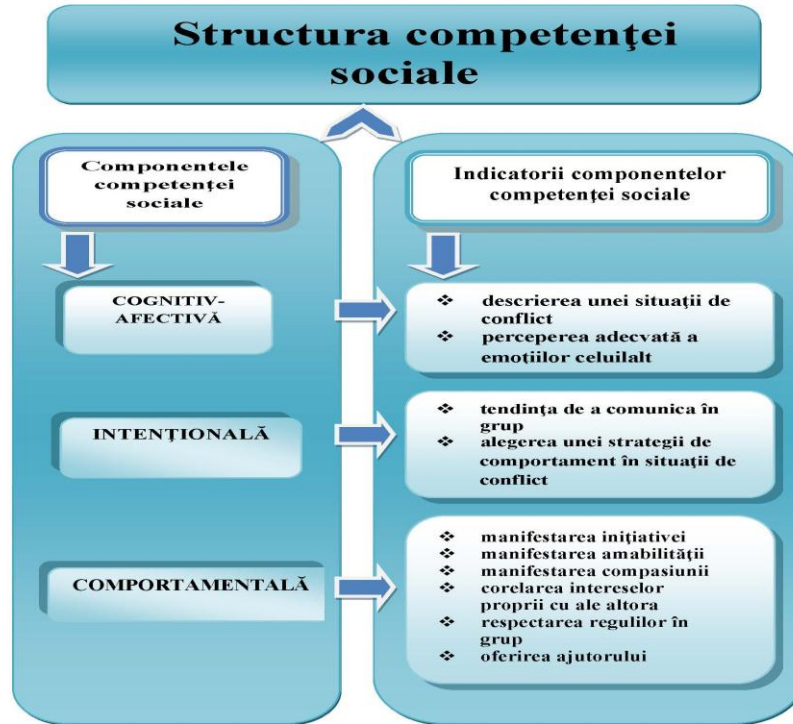 Structura competenţei
sociale
Componentele
competenţei
sociale
Indicatorii componentelor
competenţei sociale
COGNITIV-
AFECTIVĂ
❖ descrierea unei situaţii de
conflict
❖ perceperea adecvată a
emoţiilor celuilalt
INTENŢIONALĂ
❖ tendinţa de a comunica în
grup
❖ alegerea unei strategii de
comportament în situaţii de
conflict
COMPORTAMENTALĂ
❖ manifestarea iniţiativei
❖ manifestarea amabilităţii
❖ manifestarea compasiunii
❖ corelarea intereselor
proprii cu ale altora
❖ respectarea regulilor în
grup
❖ oferirea ajutorului